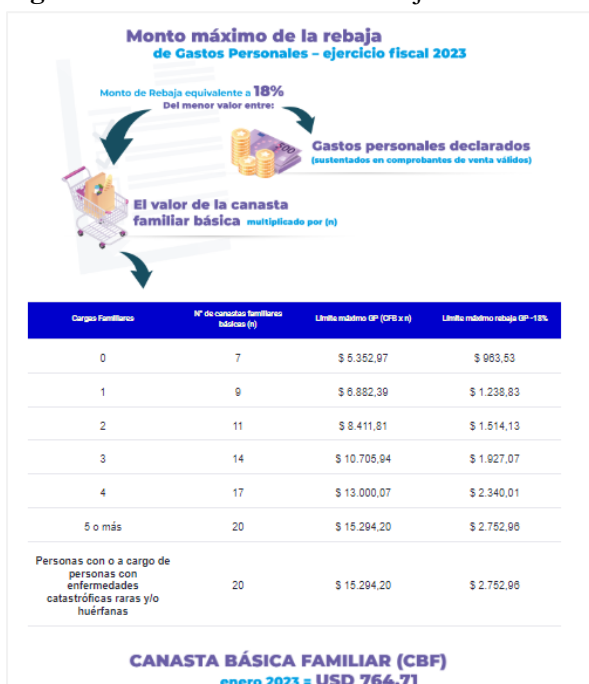 Monto máximo de la rebaja
de Gastos Personales – ejercicio fiscal 2023
Monto de Rebaja equivalente a 18%
Del menor valor entre:
500
Gastos personales declarados
(sustentados en comprobantes de venta válidos)
El valor de la canasta
familiar básica multiplicado por (n)
Cargas Familiares	N° de canastas familiares básicas (n)	Límite máximo GP (CFB x n)	Límite máximo rebaja GP -18%
0	7	$ 5.352,97	$ 963,53
1	9	$ 6.882,39	$ 1.238,83
2	11	$ 8.411,81	$ 1.514,13
3	14	$ 10.705,94	$ 1.927,07
4	17	$ 13.000,07	$ 2.340,01
5 o más	20	$ 15.294,20	$ 2.752,96
Personas con o a cargo de
personas con
enfermedades
catastróficas raras y/o
huérfanas
20	$ 15.294,20	$ 2.752,96
CANASTA BÁSICA FAMILIAR (CBF)
enero 2023 = USD 764,71